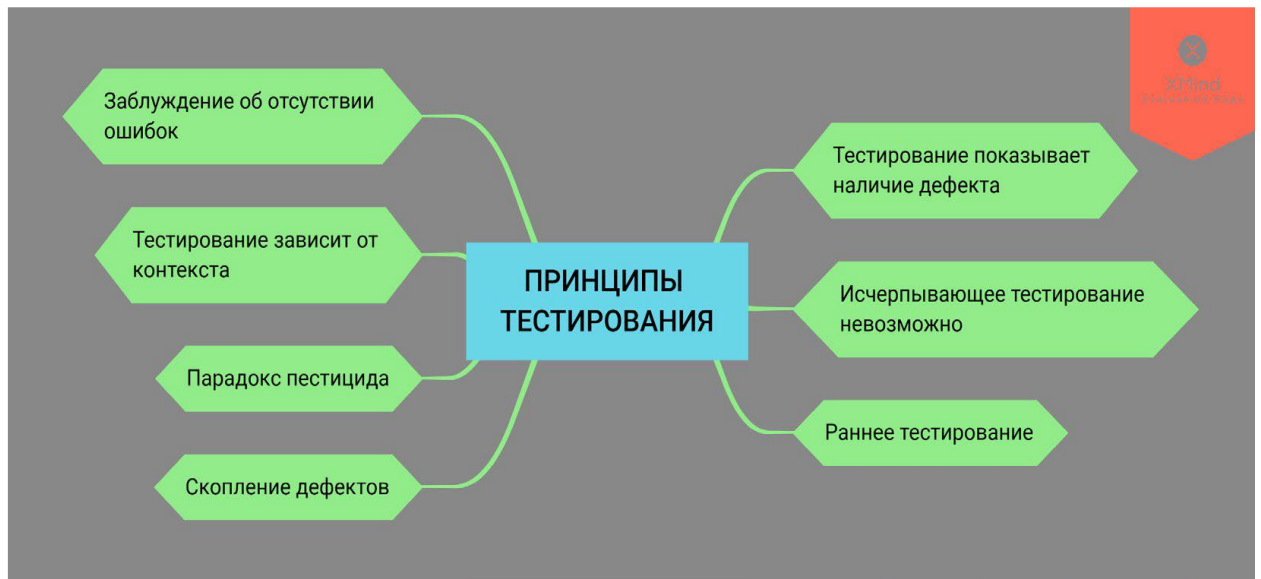 Заблуждение об отсутствии
ошибок
Тестирование зависит от
контекста
Парадокс пестицида
Скопление дефектов
ПРИНЦИПЫ
ТЕСТИРОВАНИЯ
Тестирование показывает
наличие дефекта
Исчерпывающее тестирование
невозможно
Раннее тестирование
XMind